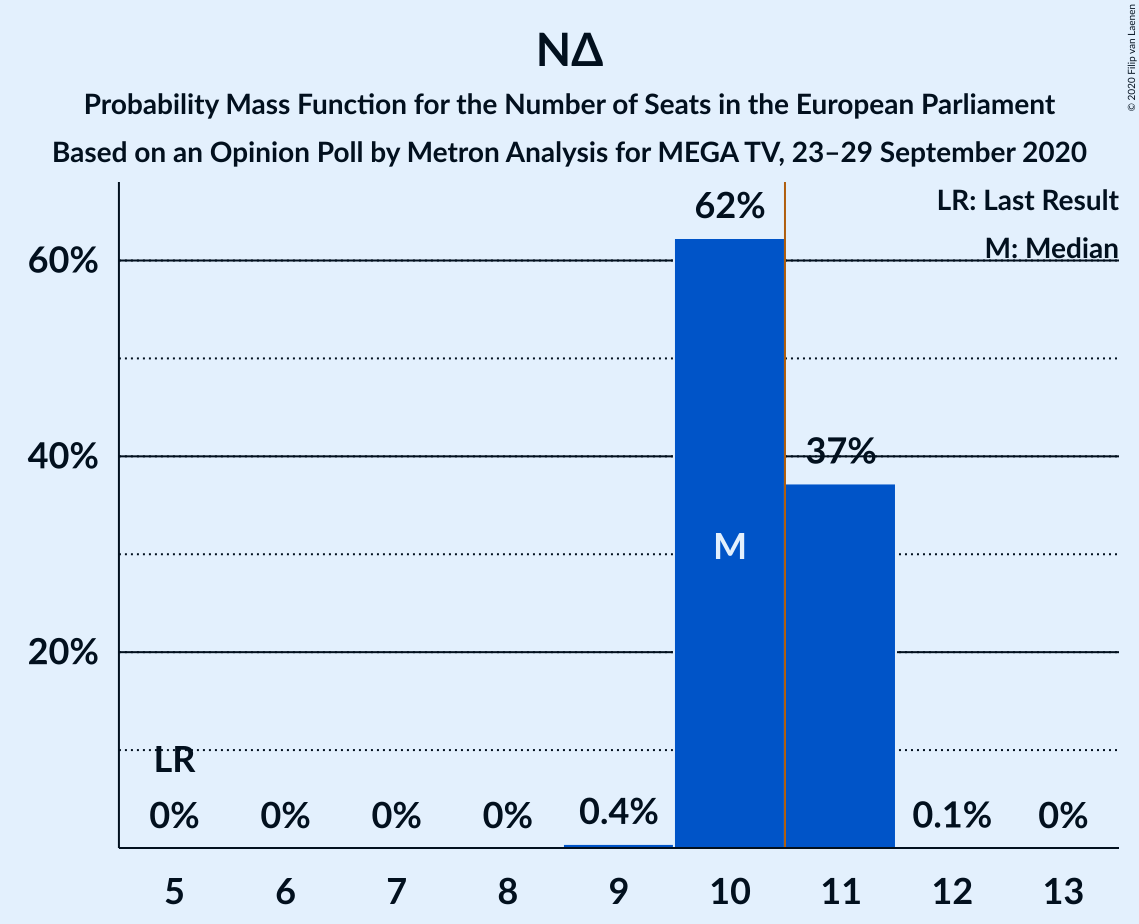 © 2020 Filip van Laenen
ΝΔ
Probability Mass Function for the Number of Seats in the European Parliament
Based on an Opinion Poll by Metron Analysis for MEGA TV, 23–29 September 2020
LR: Last Result
M: Median
62%
60%
40%
37%
M
20%
LR
0% 0% 0% 0% 0.4% 0.1% 0%
5 6 7 8 9 10 11 12 13